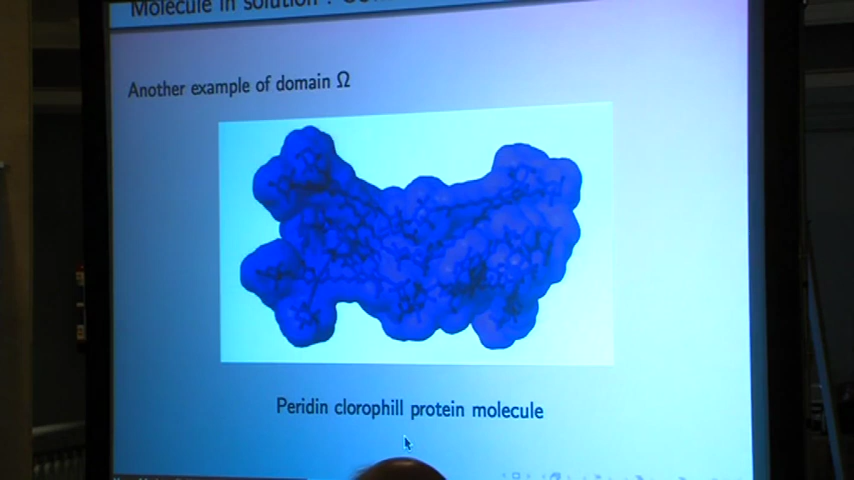 Molecule in solution :
Another example of domain Ω
Peridin clorophill protein molecule